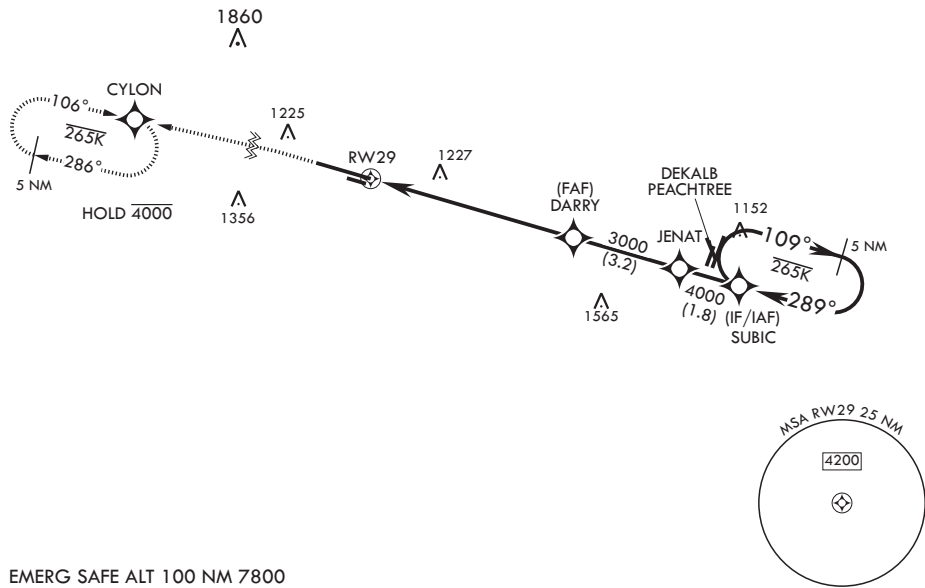 1860
CYLON
106°
265K
286°
5 NM
HOLD 4000
1225
1356
RW29
1227
(FAF)
DARRY
3000
(3.2)
1565
DEKALB
PEACHTREE
JENAT
1152
109°
265K
289°
5 NM
4000
(1.8)
(IF/IAF)
SUBIC
MSA RW29 25 NM
4200
EMERG SAFE ALT 100 NM 7800